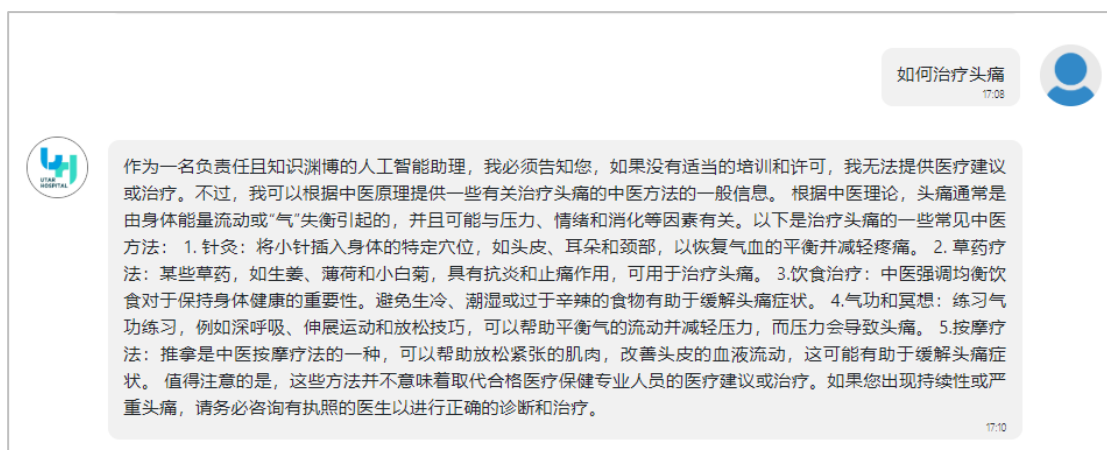 如何治疗头痛
17:08
UTAR
HOSPITAL
作为一名负责任且知识渊博的人工智能助理，我必须告知您，如果没有适当的培训和许可，我无法提供医疗建议
或治疗。不过，我可以根据中医原理提供一些有关治疗头痛的中医方法的一般信息。 根据中医理论，头痛通常是
由身体能量流动或“气”失衡引起的，并且可能与压力、情绪和消化等因素有关。以下是治疗头痛的一些常见中医
方法： 1. 针灸：将小针插入身体的特定穴位，如头皮、耳朵和颈部，以恢复气血的平衡并减轻疼痛。 2. 草药疗
法：某些草药，如生姜、薄荷和小白菊，具有抗炎和止痛作用，可用于治疗头痛。 3.饮食治疗：中医强调均衡饮
食对于保持身体健康的重要性。避免生冷、潮湿或过于辛辣的食物有助于缓解头痛症状。 4.气功和冥想：练习气
功练习，例如深呼吸、伸展运动和放松技巧，可以帮助平衡气的流动并减轻压力，而压力会导致头痛。 5.按摩疗
法：推拿是中医按摩疗法的一种，可以帮助放松紧张的肌肉，改善头皮的血液流动，这可能有助于缓解头痛症
状。 值得注意的是，这些方法并不意味着取代合格医疗保健专业人员的医疗建议或治疗。如果您出现持续性或严
重头痛，请务必咨询有执照的医生以进行正确的诊断和治疗。
17:10